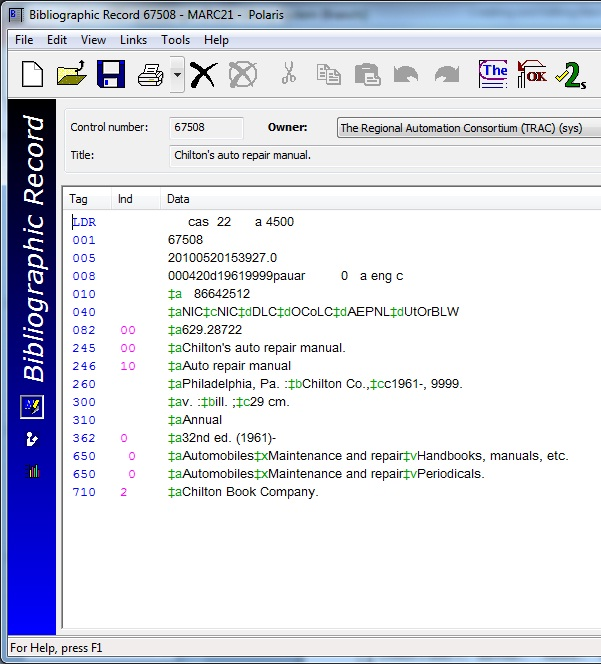 Bibliographic Record 67508 - MARC21 - Polaris
File Edit View Links Tools Help
The OK 2s
Control number: 67508 Owner: The Regional Automation Consortium (TRAC) (sys)
Title: Chilton's auto repair manual.
Bibliographic Record
Tag Ind Data
LDR cas 22 a 4500
001 67508
005 20100520153927.0
008 000420d19619999pauar 0 a eng c
010 ‡a 86642512
040 ‡aNIC‡cNIC‡dDLC‡dOCoLC‡dAEPNL‡dUtOrBLW
082 00 ‡a629.28722
245 00 ‡aChilton's auto repair manual.
246 10 ‡aAuto repair manual
260 ‡aPhiladelphia, Pa. :‡bChilton Co.,‡cc1961-, 9999.
300 ‡av. :‡bill. ;‡c29 cm.
310 ‡aAnnual
362 0 ‡a32nd ed. (1961)-
650 0 ‡aAutomobiles‡xMaintenance and repair‡vHandbooks, manuals, etc.
650 0 ‡aAutomobiles‡xMaintenance and repair‡vPeriodicals.
710 2 ‡aChilton Book Company.
For Help, press F1